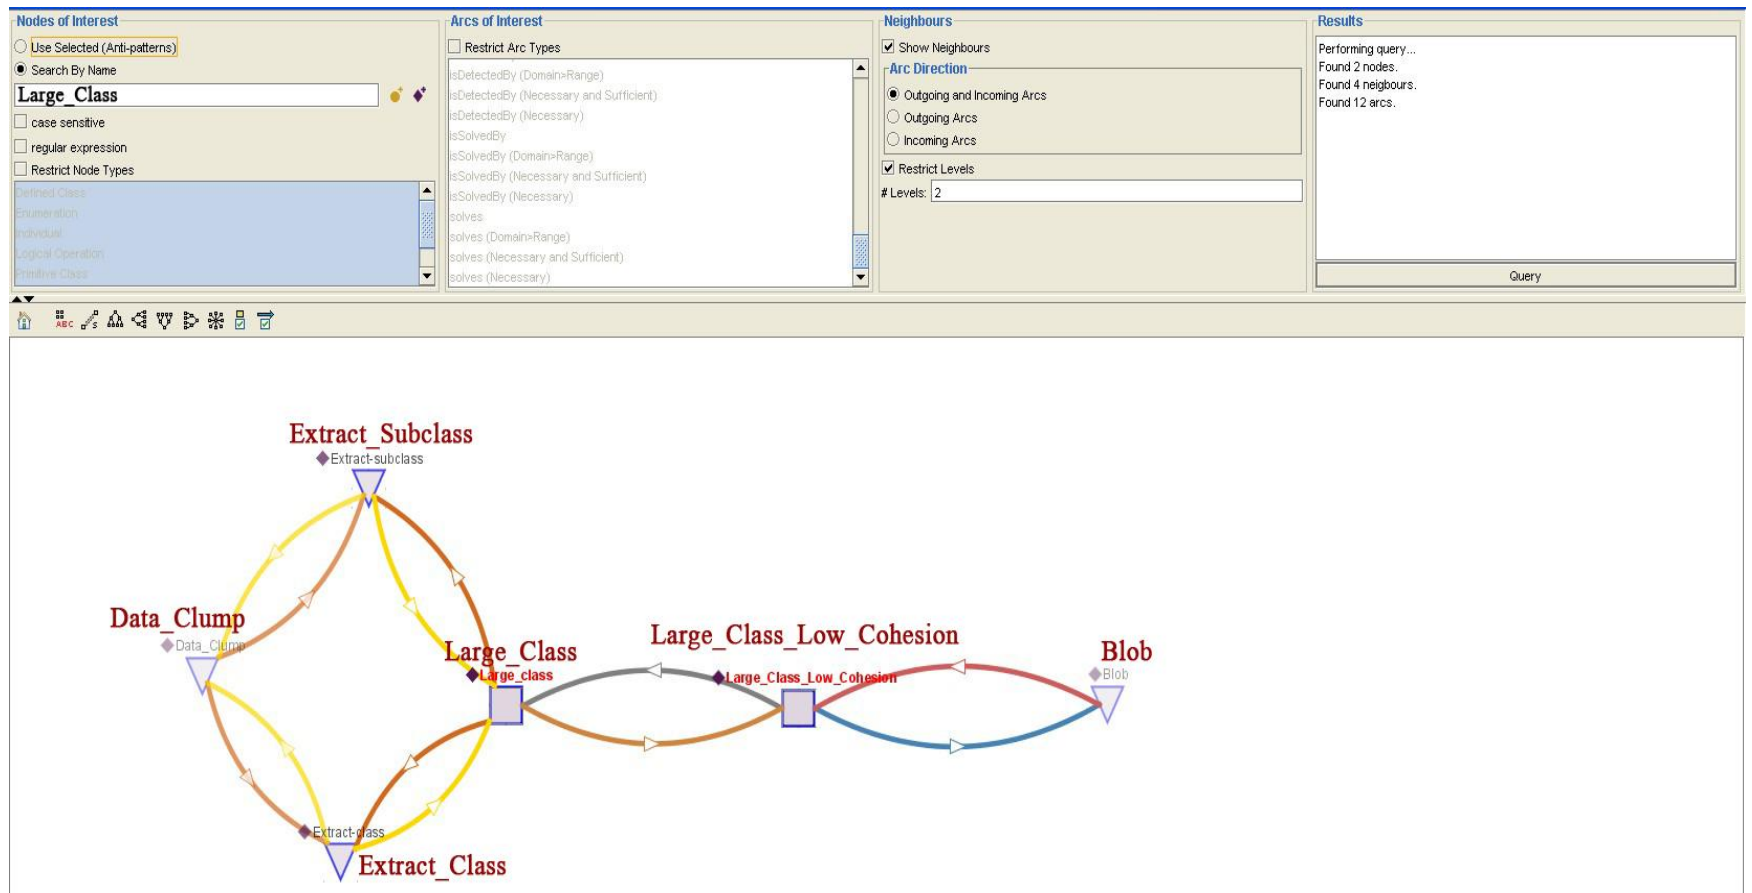 Nodes of Interest
Use Selected (Anti-patterns)
Search By Name
Large_Class
case sensitive
regular expression
Restrict Node Types
Defined Class
Enumeration
Individual
Logical Operation
Primitive Class
Arcs of Interest
Restrict Arc Types
isDetectedBy (Domain>Range)
isDetectedBy (Necessary and Sufficient)
isDetectedBy (Necessary)
isSolvedBy
isSolvedBy (Domain>Range)
isSolvedBy (Necessary and Sufficient)
isSolvedBy (Necessary)
solves
solves (Domain>Range)
solves (Necessary and Sufficient)
solves (Necessary)
Neighbours
Show Neighbours
Arc Direction
Outgoing and Incoming Arcs
Outgoing Arcs
Incoming Arcs
Restrict Levels
# Levels: 2
Results
Performing query...
Found 2 nodes.
Found 4 neigbours.
Found 12 arcs.
Query
ABC
S
Extract_Subclass
Extract-subclass
Data_Clump
Data_Clump
Large_Class
Large_class
Large_Class_Low_Cohesion
Large_Class_Low_Cohesion
Blob
Blob
Extract-class
Extract_Class